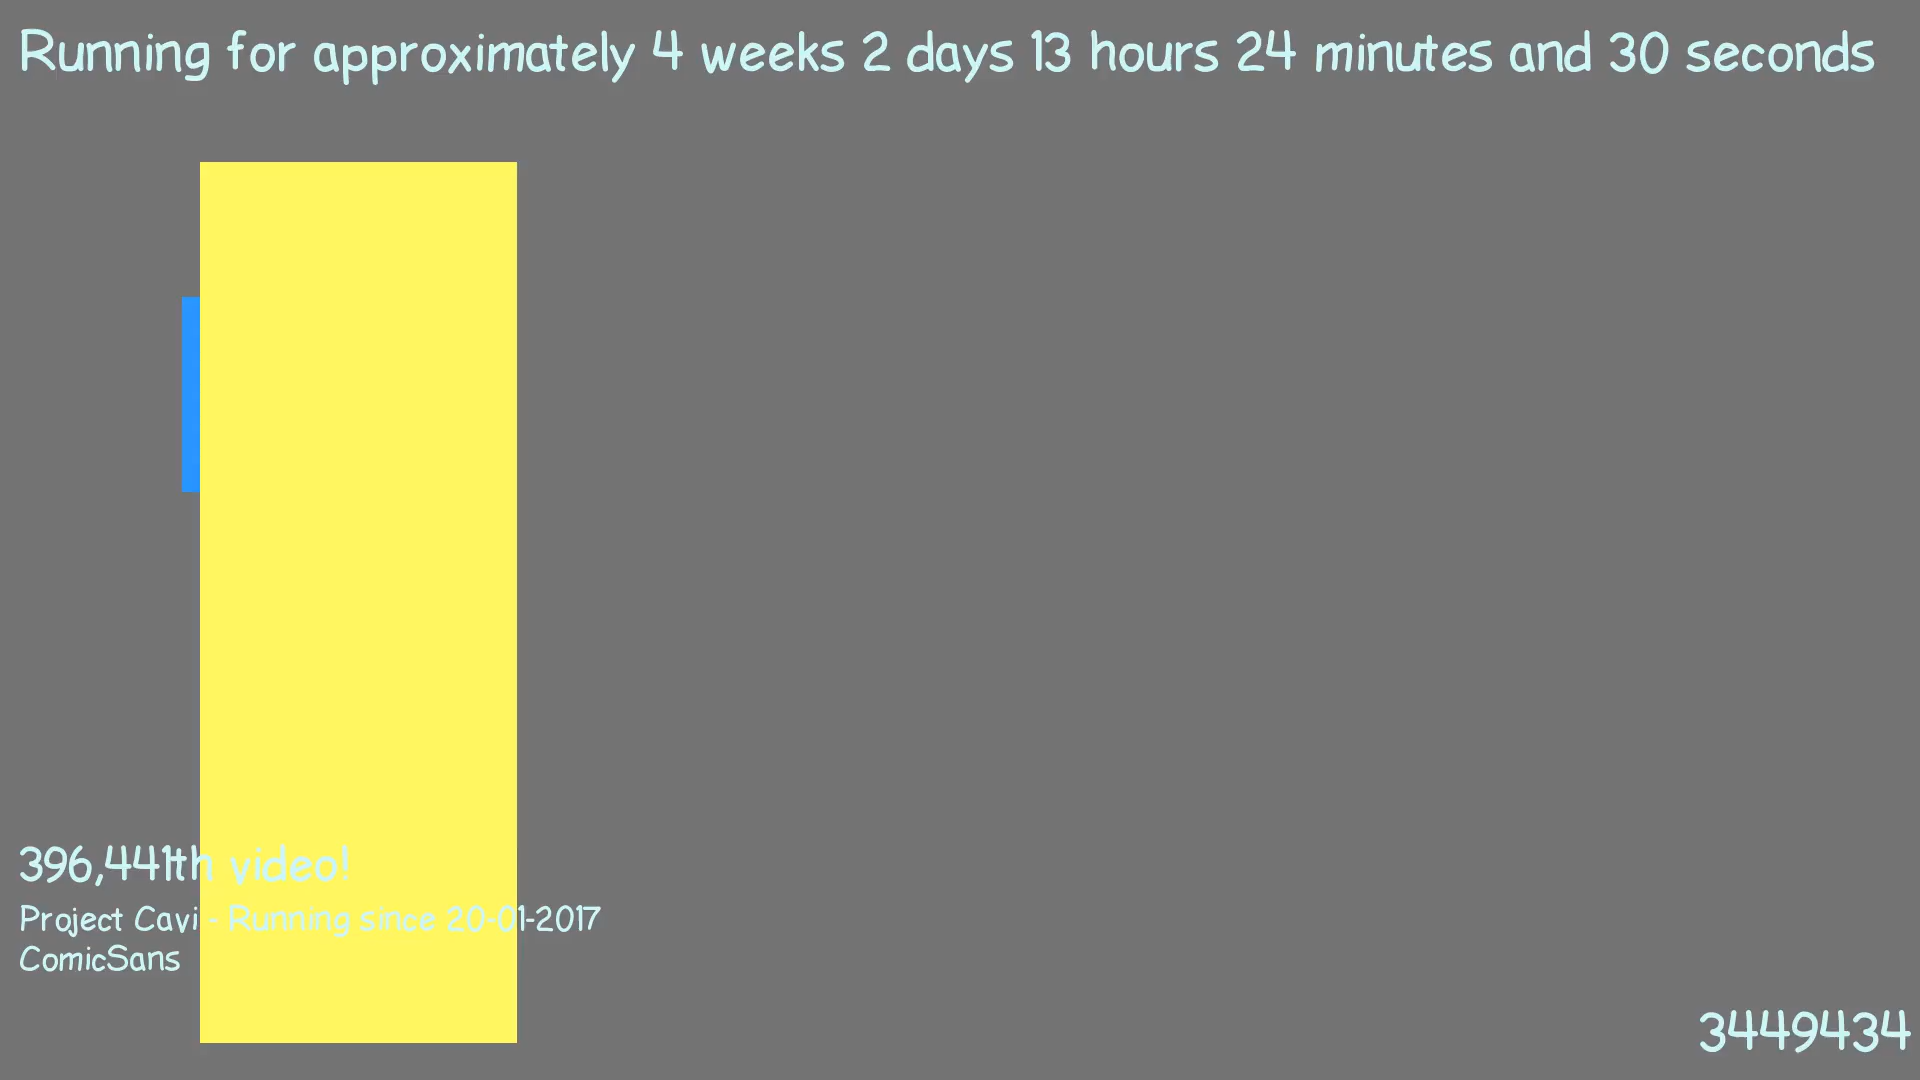 Running for approximately 4 weeks 2 days 13 hours 24 minutes and 30 seconds
396,441th video!
Project Cavi - Running since 20-01-2017
ComicSans
3449434